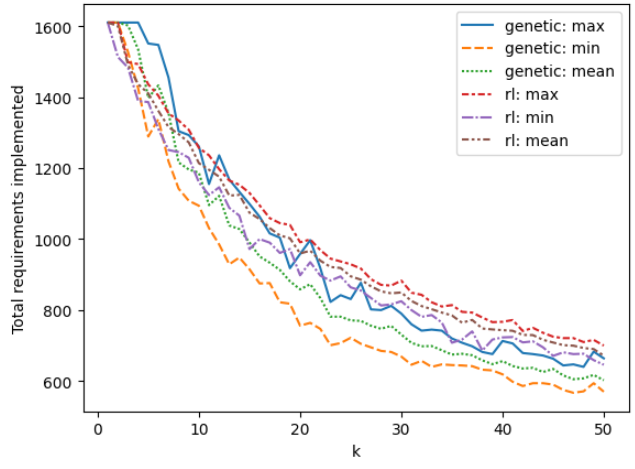 genetic: max
genetic: min
genetic: mean
rl: max
rl: min
rl: mean
Total requirements implemented
1600
1400
1200
1000
800
600
0 10 20 30 40 50
k